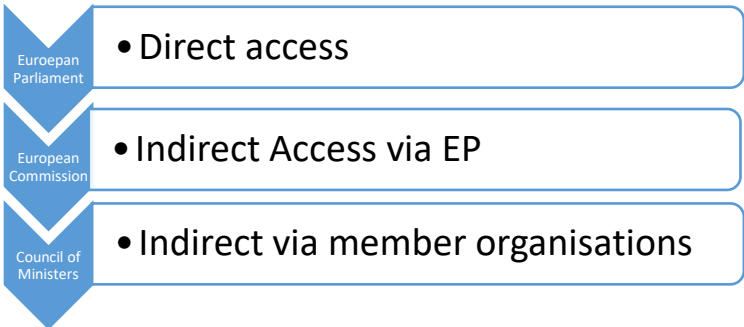 Euroepan
Parliament
• Direct access
European
Commission
• Indirect Access via EP
Council of
Ministers
• Indirect via member organisations